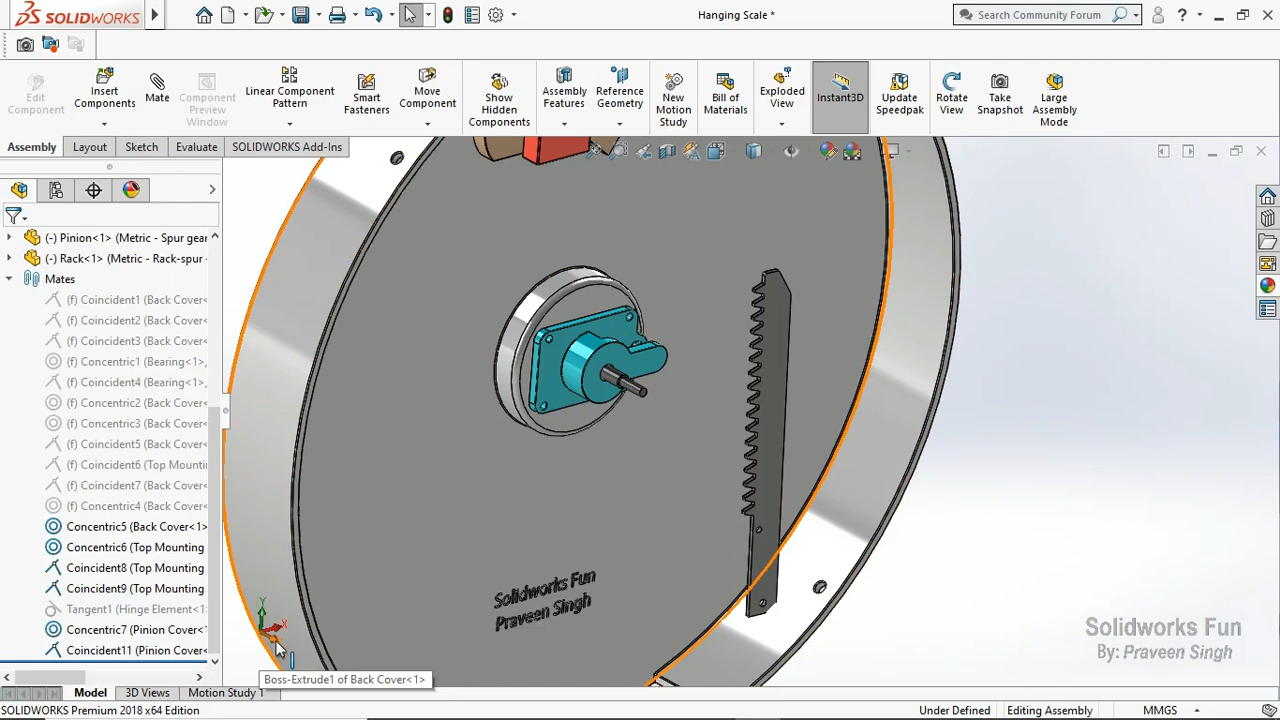 SOLIDWORKS
Hanging Scale *
Search Community Forum
Edit Component
Insert Components
Mate
Component Preview Window
Linear Component Pattern
Smart Fasteners
Move Component
Show Hidden Components
Assembly Features
Reference Geometry
New Motion Study
Bill of Materials
Exploded View
Instant3D
Update Speedpak
Rotate View
Take Snapshot
Large Assembly Mode
Assembly Layout Sketch Evaluate SOLIDWORKS Add-Ins
(-) Pinion<1> (Metric - Spur gear
(-) Rack<1> (Metric - Rack-spur
Mates
(f) Coincident1 (Back Cover<
(f) Coincident2 (Back Cover<
(f) Coincident3 (Back Cover<
(f) Concentric1 (Bearing<1>,
(f) Coincident4 (Bearing<1>,
(f) Concentric2 (Back Cover<
(f) Concentric3 (Back Cover<
(f) Coincident5 (Back Cover<
(f) Coincident6 (Top Mounting
(f) Coincident7 (Back Cover<
(f) Concentric4 (Back Cover<
Concentric5 (Back Cover<1>
Concentric6 (Top Mounting
Coincident8 (Top Mounting
Coincident9 (Top Mounting
Tangent1 (Hinge Element<1
Concentric7 (Pinion Cover<
Coincident11 (Pinion Cover<
Solidworks Fun
Praveen Singh
Y
X
Boss-Extrude1 of Back Cover<1>
Solidworks Fun
By: Praveen Singh
Model 3D Views Motion Study 1
SOLIDWORKS Premium 2018 x64 Edition
Under Defined Editing Assembly MMGS